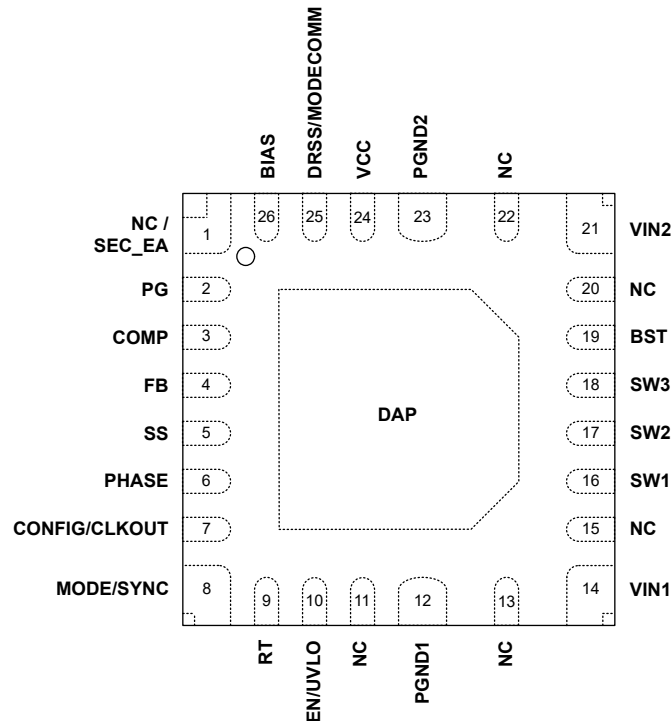 BIAS
DRSS/MODECOMM
VCC
PGND2
NC
26
25
24
23
22
NC /
SEC_EA
1
21
VIN2
PG
2
20
NC
COMP
3
19
BST
FB
4
DAP
18
SW3
SS
5
17
SW2
PHASE
6
16
SW1
CONFIG/CLKOUT
7
15
NC
MODE/SYNC
8
14
VIN1
9
10
11
12
13
RT
EN/UVLO
NC
PGND1
NC